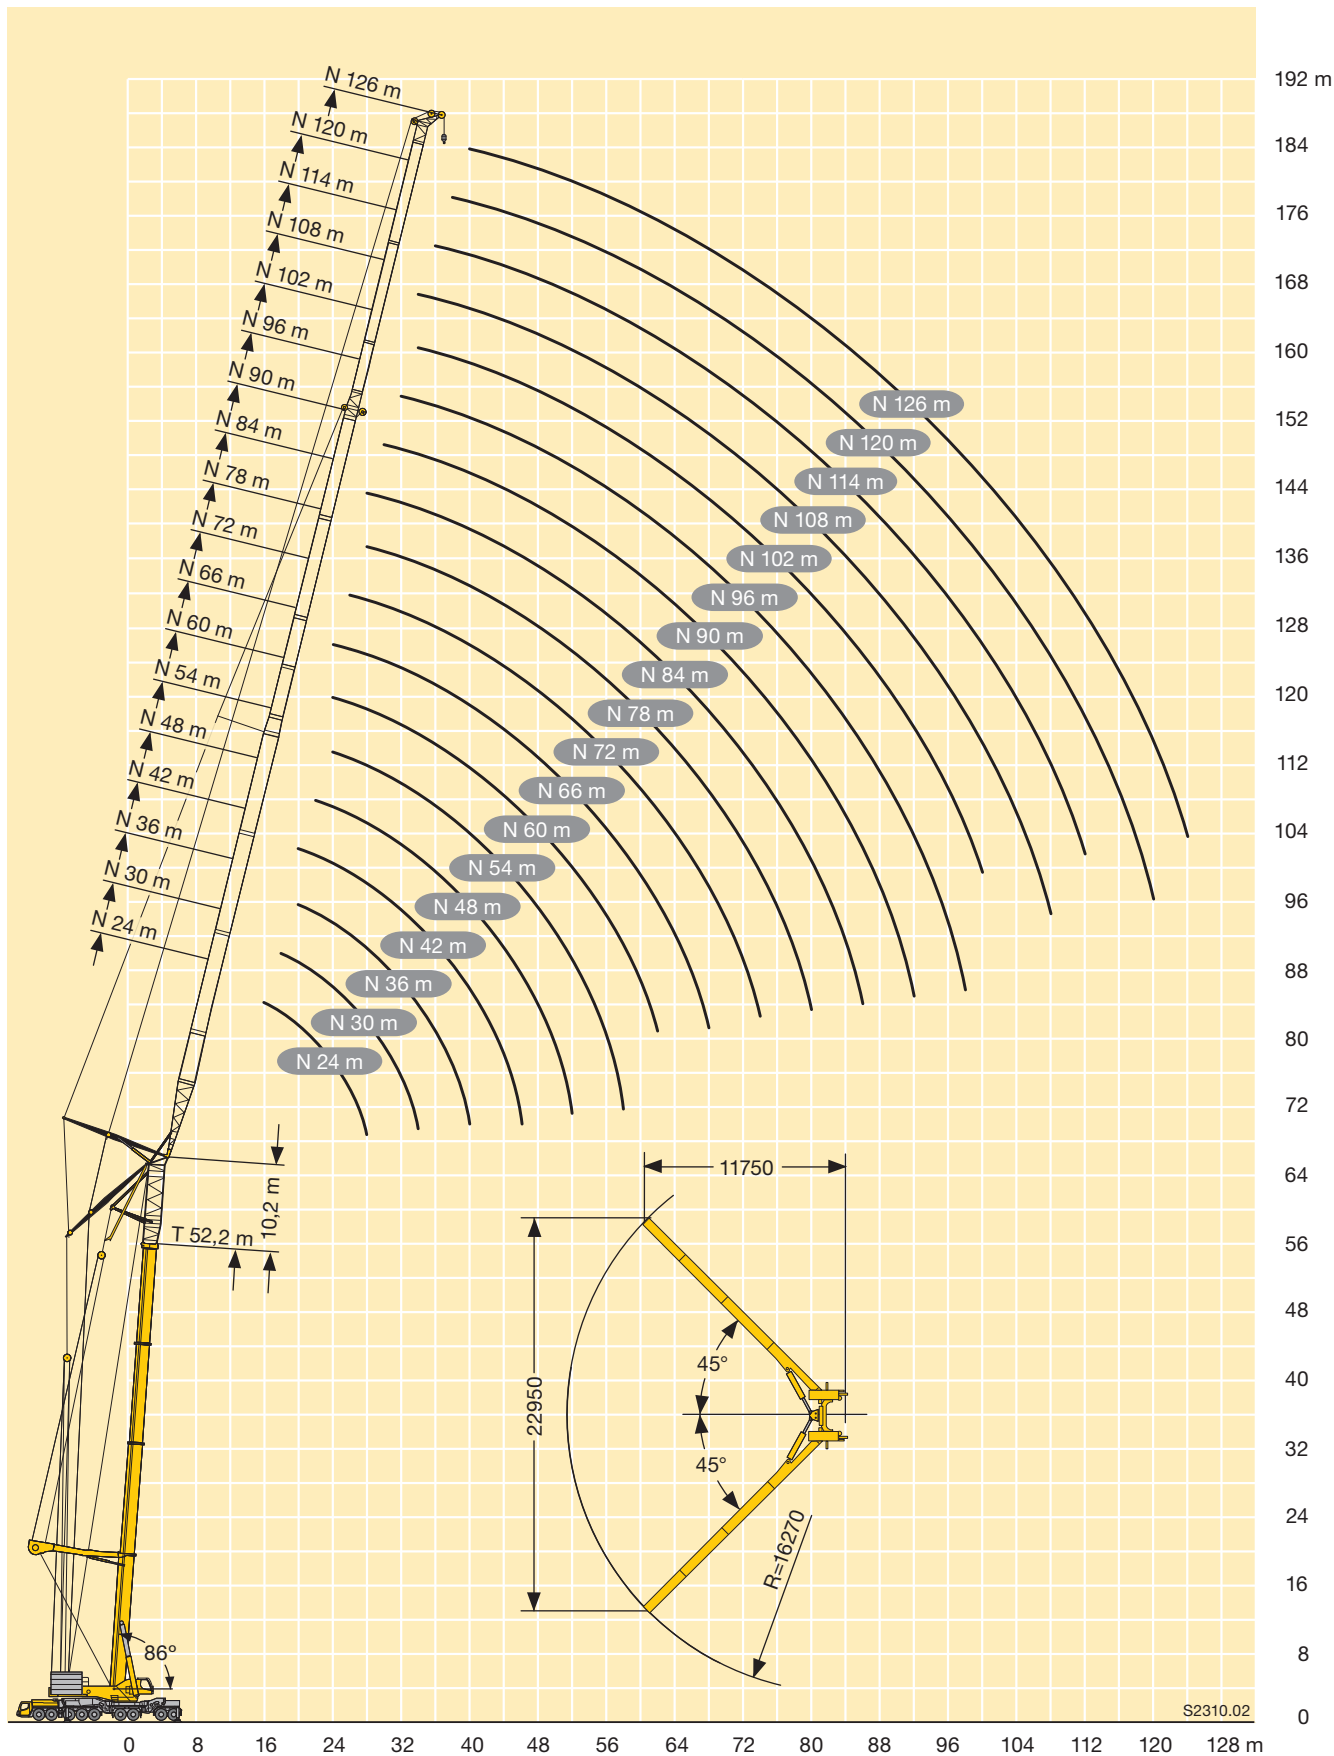 192 m
184
176
168
160
152
144
136
128
120
112
104
96
88
80
72
64
56
48
40
32
24
16
8
0
N 126 m
N 120 m
N 114 m
N 108 m
N 102 m
N 96 m
N 90 m
N 84 m
N 78 m
N 72 m
N 66 m
N 60 m
N 54 m
N 48 m
N 42 m
N 36 m
N 30 m
N 24 m
N 126 m
N 120 m
N 114 m
N 108 m
N 102 m
N 96 m
N 90 m
N 84 m
N 78 m
N 72 m
N 66 m
N 60 m
N 54 m
N 48 m
N 42 m
N 36 m
N 30 m
N 24 m
10,2 m
T 52,2 m
11750
22950
45°
45°
R=16270
86°
S2310.02
0 8 16 24 32 40 48 56 64 72 80 88 96 104 112 120 128 m